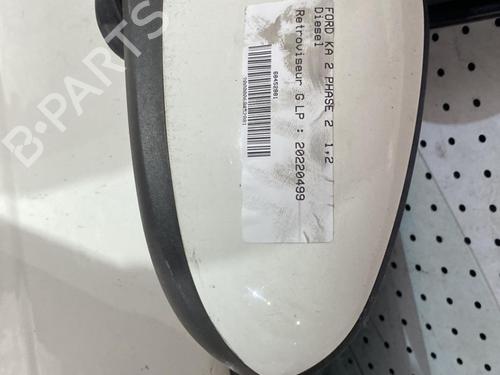 FORD KA 2 PHASE 2 1,2
Diesel
Retroviseur G LP : 20220499
B-PARTS